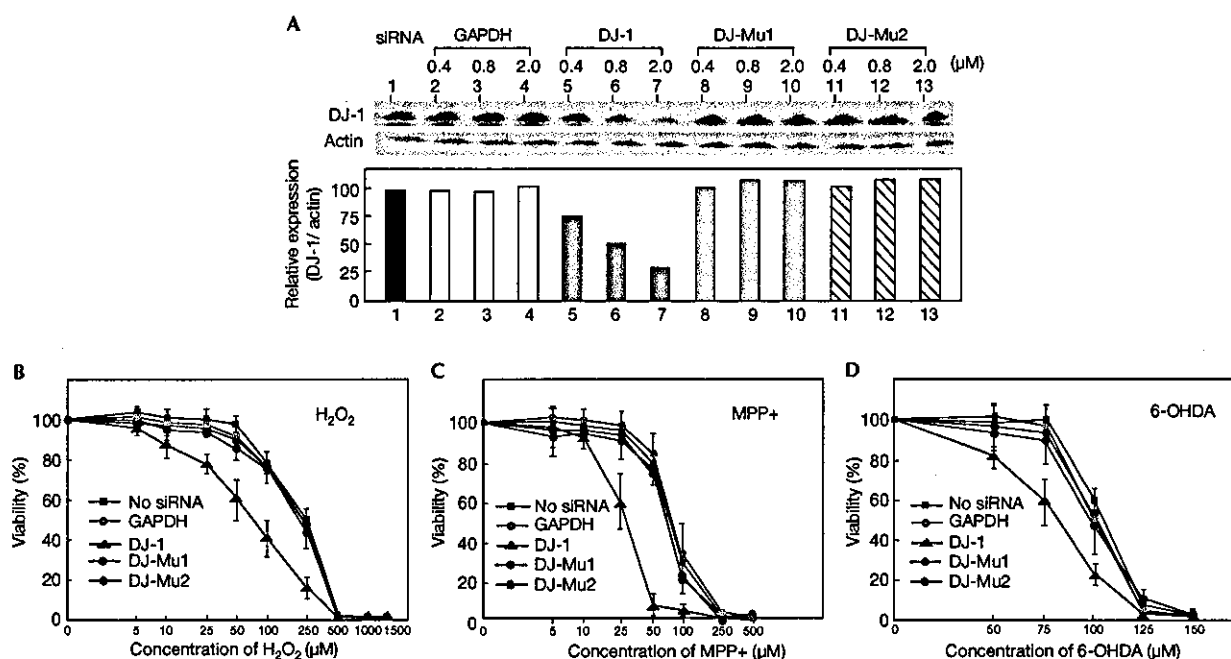 A
siRNA GAPDH DJ-1 DJ-Mu1 DJ-Mu2
0.4 0.8 2.0 0.4 0.8 2.0 0.4 0.8 2.0 0.4 0.8 2.0 (µM)
1 2 3 4 5 6 7 8 9 10 11 12 13
DJ-1
Actin
Relative expression
(DJ-1/ actin)
100
75
50
25
0
1 2 3 4 5 6 7 8 9 10 11 12 13
B
H₂O₂
Viability (%)
100
80
60
40
20
0
No siRNA
GAPDH
DJ-1
DJ-Mu1
DJ-Mu2
0 5 10 25 50 100 250 500 1000 1500
Concentration of H₂O₂ (µM)
C
MPP+
Viability (%)
100
80
60
40
20
0
No siRNA
GAPDH
DJ-1
DJ-Mu1
DJ-Mu2
0 5 10 25 50 100 250 500
Concentration of MPP+ (µM)
D
6-OHDA
Viability (%)
100
80
60
40
20
0
No siRNA
GAPDH
DJ-1
DJ-Mu1
DJ-Mu2
0 50 75 100 125 150
Concentration of 6-OHDA (µM)